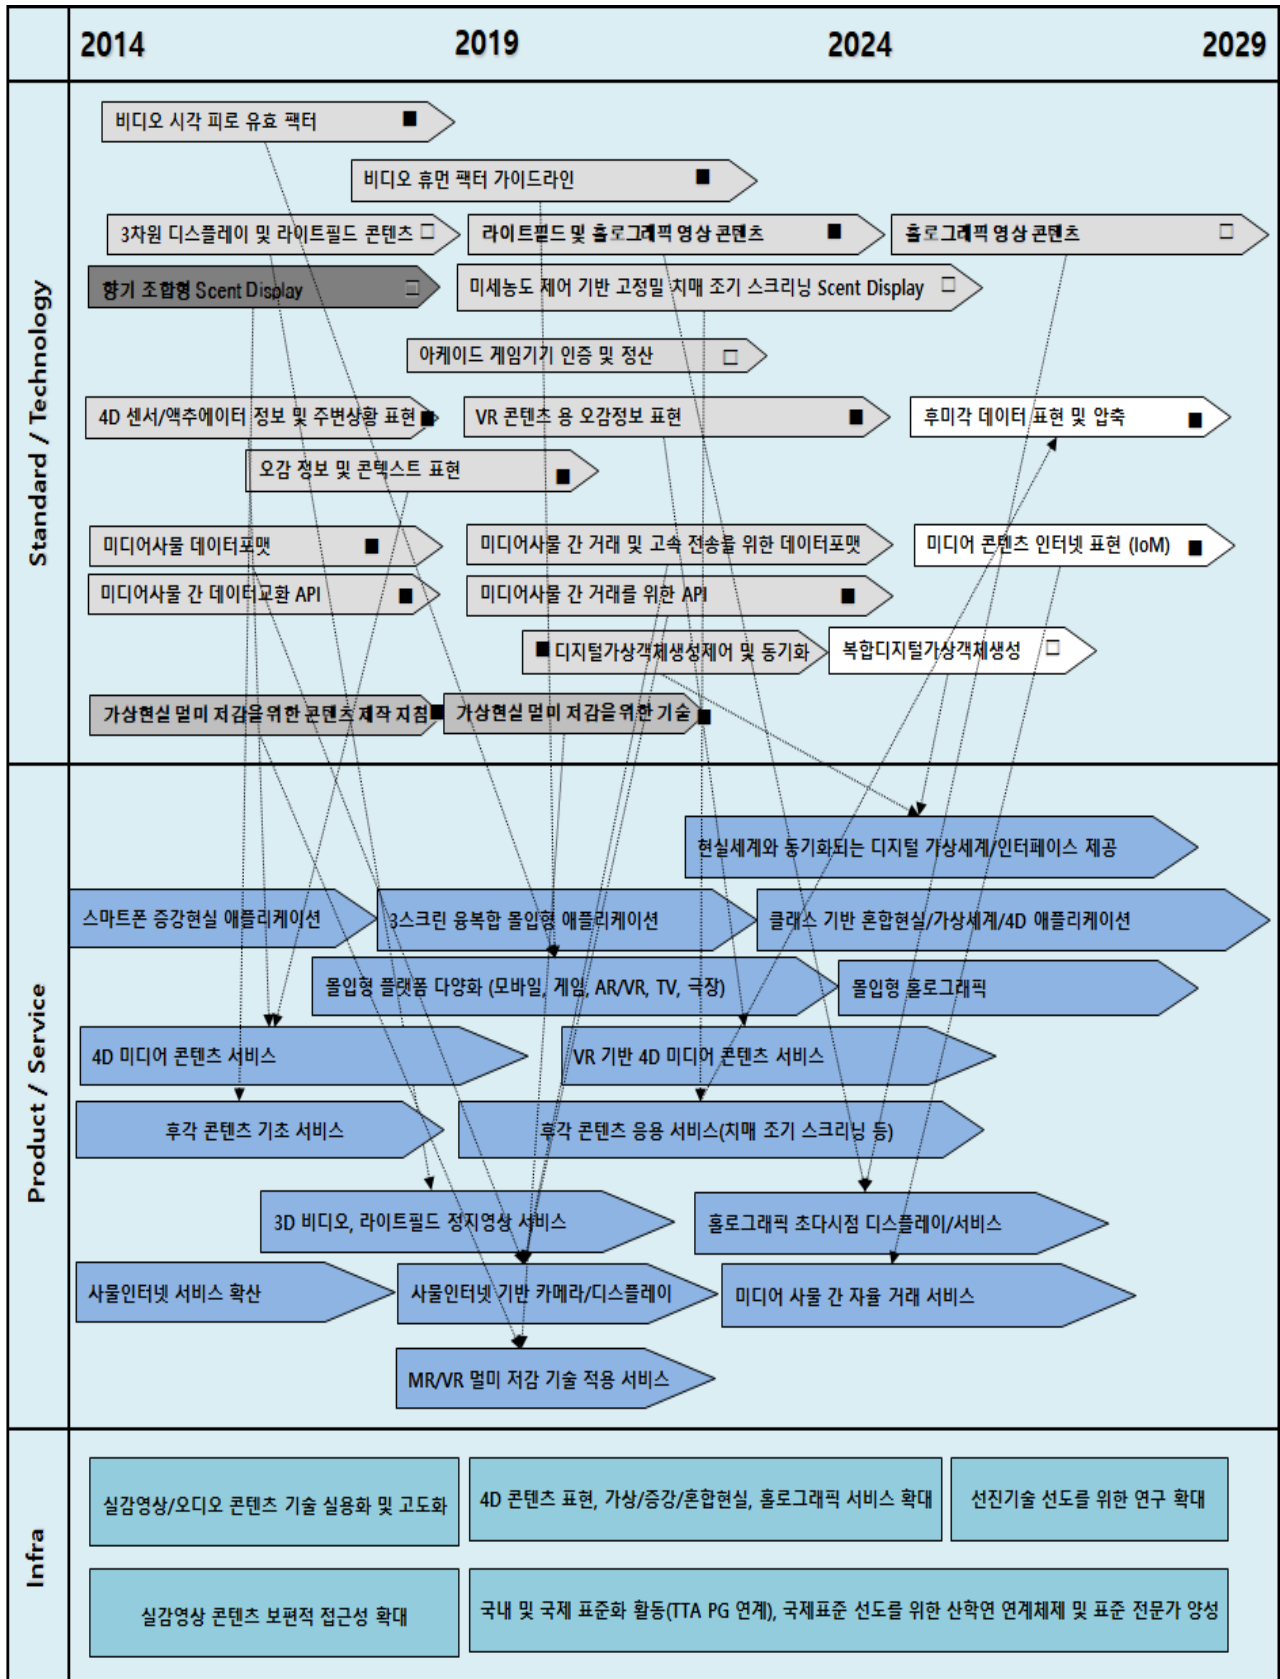 2014 2019 2024 2029
Standard / Technology
비디오 시각 피로 유효 팩터 ■
비디오 휴먼 팩터 가이드라인 ■
3차원 디스플레이 및 라이트필드 콘텐츠 □
라이트필드 및 홀로그래픽 영상 콘텐츠 ■
홀로그래픽 영상 콘텐츠 □
향기 조합형 Scent Display □
미세농도 제어 기반 고정밀 치매 조기 스크리닝 Scent Display □
아케이드 게임기기 인증 및 정산 □
4D 센서/액추에이터 정보 및 주변상황 표현 ■
VR 콘텐츠 용 오감정보 표현 ■
후미각 데이터 표현 및 압축 ■
오감 정보 및 콘텍스트 표현 ■
미디어사물 데이터포맷 ■
미디어사물 간 거래 및 고속 전송을 위한 데이터포맷
미디어 콘텐츠 인터넷 표현 (IoM) ■
미디어사물 간 데이터교환 API ■
미디어사물 간 거래를 위한 API ■
■ 디지털가상객체생성제어 및 동기화
복합디지털가상객체생성 □
가상현실 멀미 저감을 위한 콘텐츠 제작 지침 ■
가상현실 멀미 저감을 위한 기술 ■
Product / Service
현실세계와 동기화되는 디지털 가상세계/인터페이스 제공
스마트폰 증강현실 애플리케이션
3스크린 융복합 몰입형 애플리케이션
클래스 기반 혼합현실/가상세계/4D 애플리케이션
몰입형 플랫폼 다양화 (모바일, 게임, AR/VR, TV, 극장)
몰입형 홀로그래픽
4D 미디어 콘텐츠 서비스
VR 기반 4D 미디어 콘텐츠 서비스
후각 콘텐츠 기초 서비스
후각 콘텐츠 응용 서비스(치매 조기 스크리닝 등)
3D 비디오, 라이트필드 정지영상 서비스
홀로그래픽 초다시점 디스플레이/서비스
사물인터넷 서비스 확산
사물인터넷 기반 카메라/디스플레이
미디어 사물 간 자율 거래 서비스
MR/VR 멀미 저감 기술 적용 서비스
Infra
실감영상/오디오 콘텐츠 기술 실용화 및 고도화
4D 콘텐츠 표현, 가상/증강/혼합현실, 홀로그래픽 서비스 확대
선진기술 선도를 위한 연구 확대
실감영상 콘텐츠 보편적 접근성 확대
국내 및 국제 표준화 활동(TTA PG 연계), 국제표준 선도를 위한 산학연 연계체제 및 표준 전문가 양성